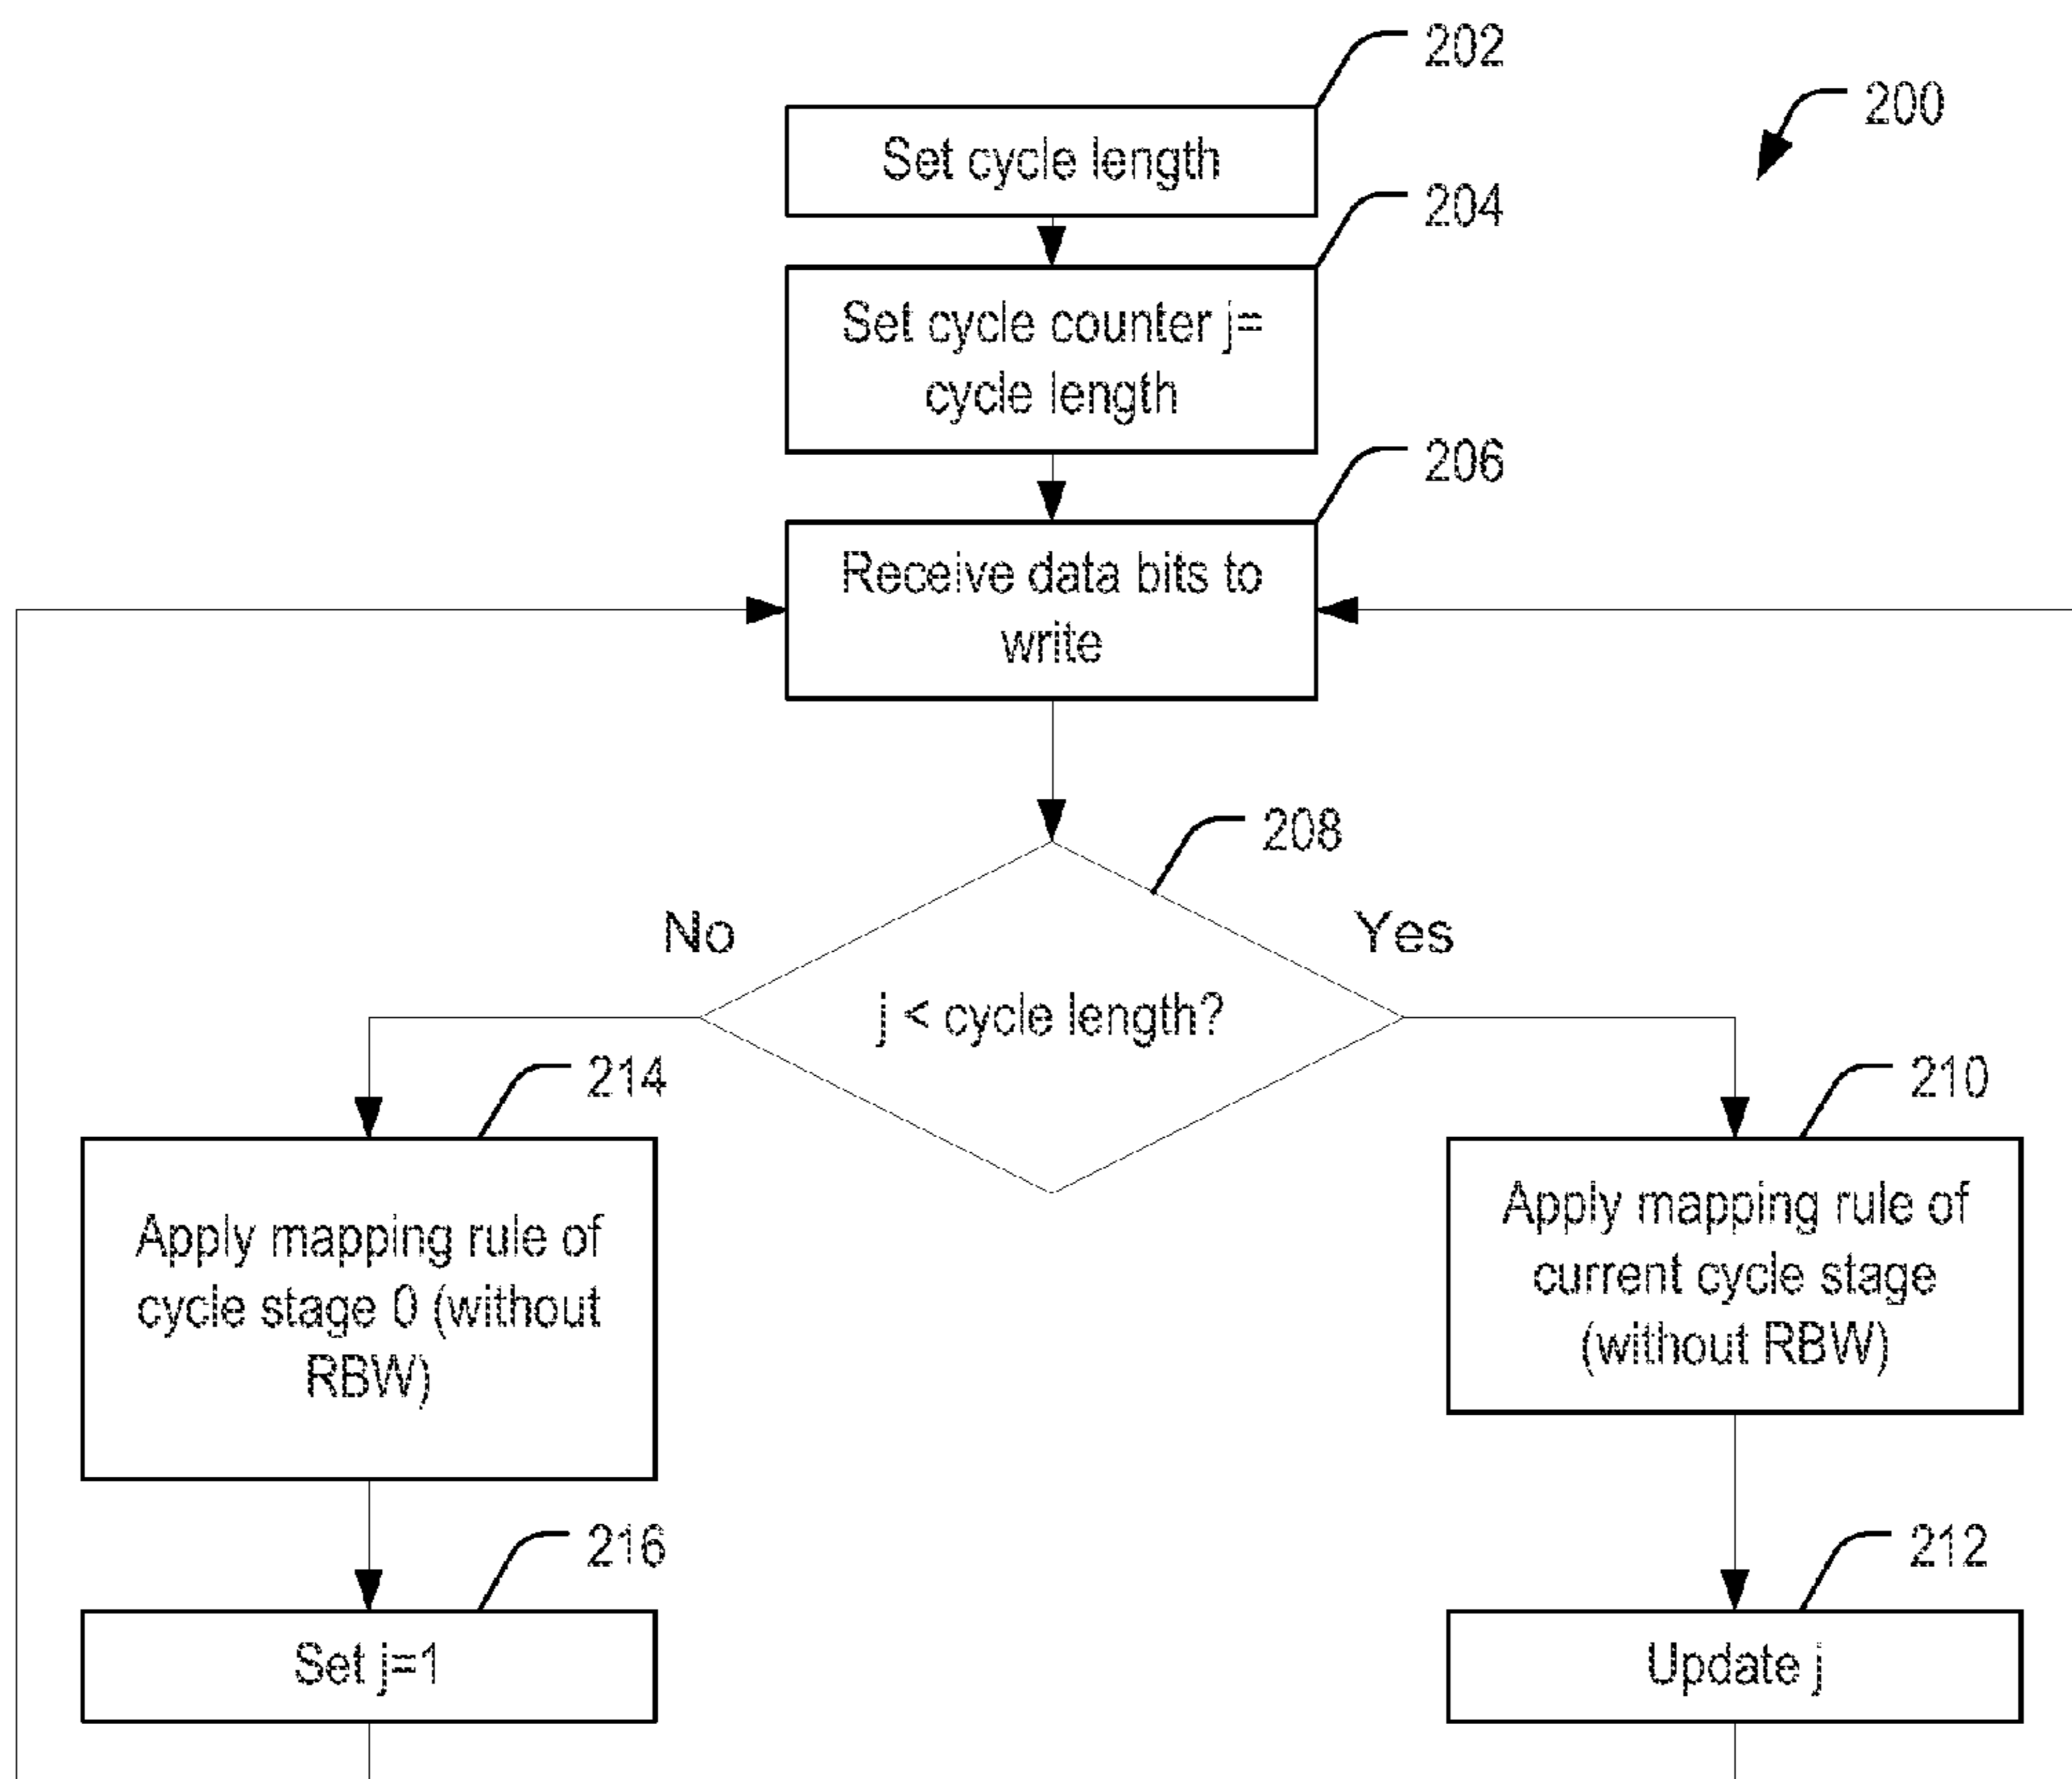 202
200
Set cycle length
204
Set cycle counter j=
cycle length
206
Receive data bits to
write
208
No
Yes
j < cycle length?
214
210
Apply mapping rule of
cycle stage 0 (without
RBW)
Apply mapping rule of
current cycle stage
(without RBW)
216
212
Set j=1
Update j